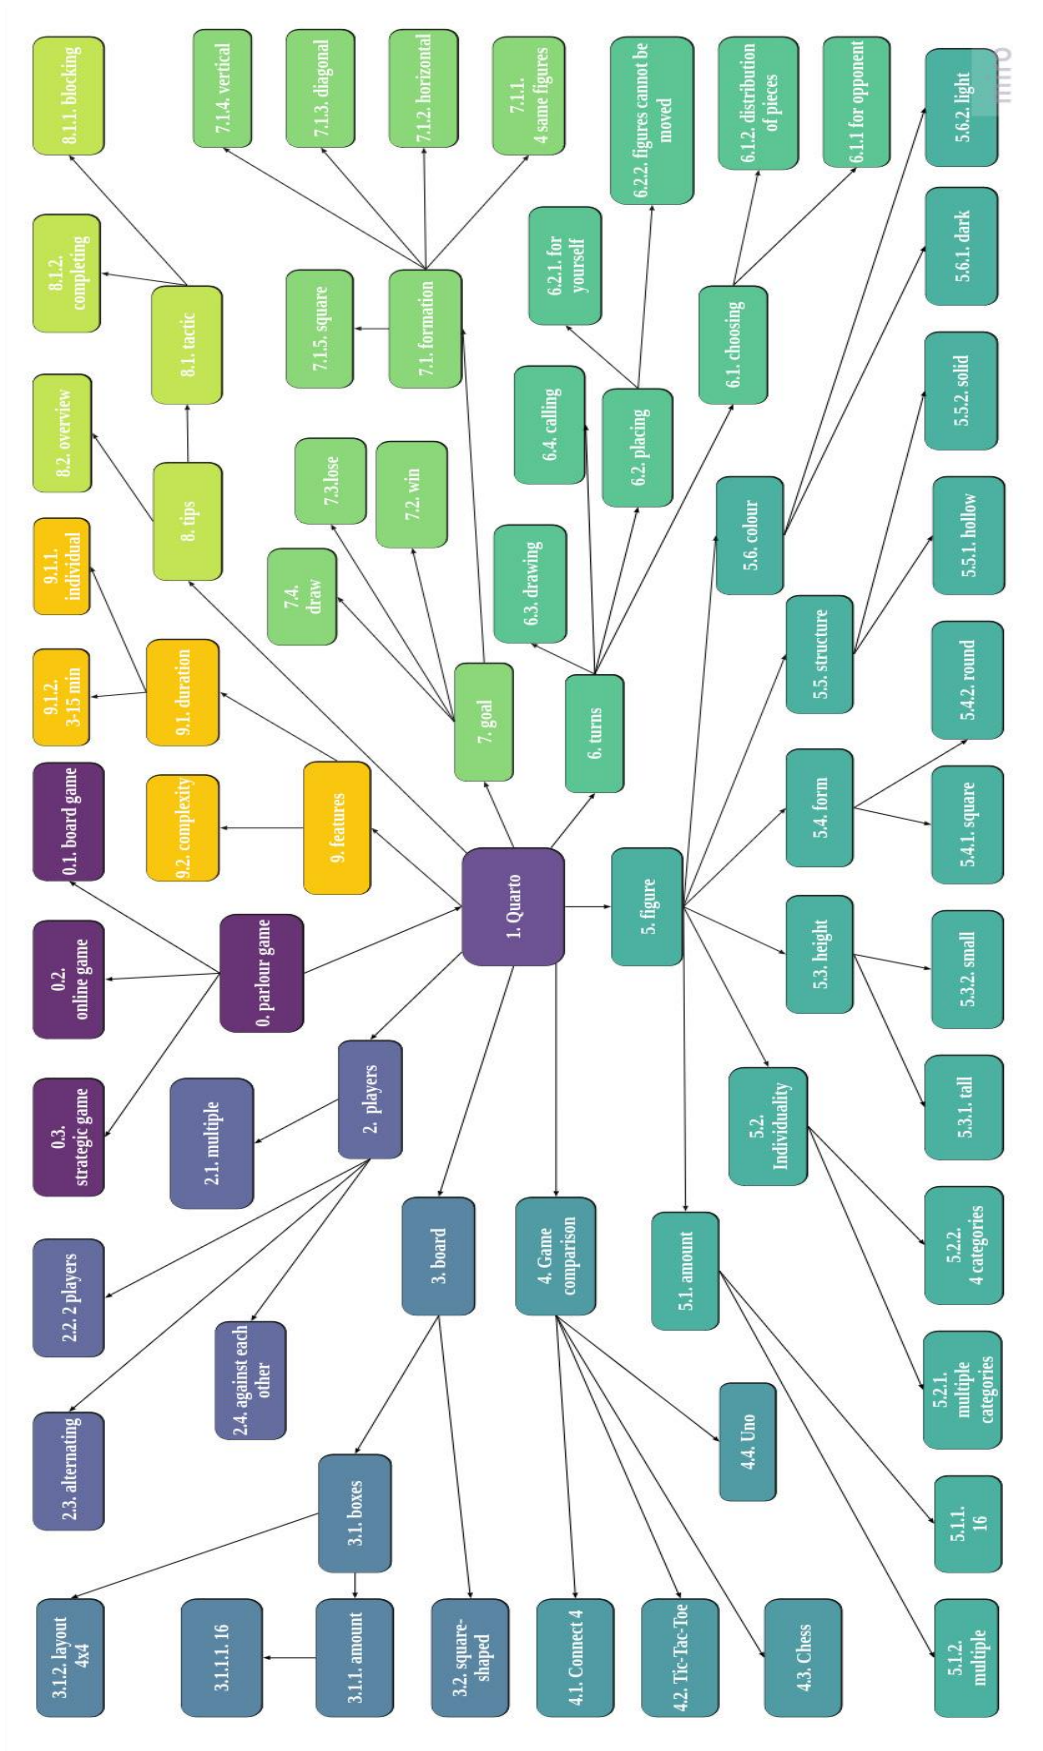 0.3.
strategic game
0.2.
online game
0.1. board game
0. parlour game
1. Quarto
2. players
2.1. multiple
2.2. 2 players
2.3. alternating
2.4. against each
other
3. board
3.1. boxes
3.1.1. amount
3.1.1.1. 16
3.1.2. layout
4x4
3.2. square-
shaped
4. Game
comparison
4.1. Connect 4
4.2. Tic-Tac-Toe
4.3. Chess
4.4. Uno
5. figure
5.1. amount
5.1.1.
16
5.1.2.
multiple
5.2.
Individuality
5.2.1.
multiple
categories
5.2.2.
4 categories
5.3. height
5.3.1. tall
5.3.2. small
5.4. form
5.4.1. square
5.4.2. round
5.5. structure
5.5.1. hollow
5.5.2. solid
5.6. colour
5.6.1. dark
5.6.2. light
6. turns
6.1. choosing
6.1.1 for opponent
6.1.2. distribution
of pieces
6.2. placing
6.2.1. for
yourself
6.2.2. figures cannot be
moved
6.3. drawing
6.4. calling
7. goal
7.1. formation
7.1.1.
4 same figures
7.1.2. horizontal
7.1.3. diagonal
7.1.4. vertical
7.1.5. square
7.2. win
7.3.lose
7.4.
draw
8. tips
8.1. tactic
8.1.1. blocking
8.1.2.
completing
8.2. overview
9. features
9.1. duration
9.1.1.
individual
9.1.2.
3-15 min
9.2. complexity
miro